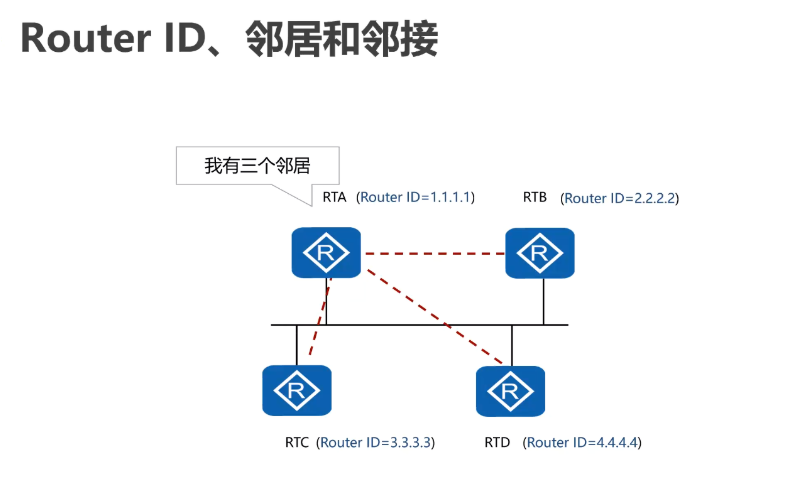 Router ID、邻居和邻接
我有三个邻居
RTA (Router ID=1.1.1.1)
RTB (Router ID=2.2.2.2)
R
R
R
R
RTC (Router ID=3.3.3.3)
RTD (Router ID=4.4.4.4)